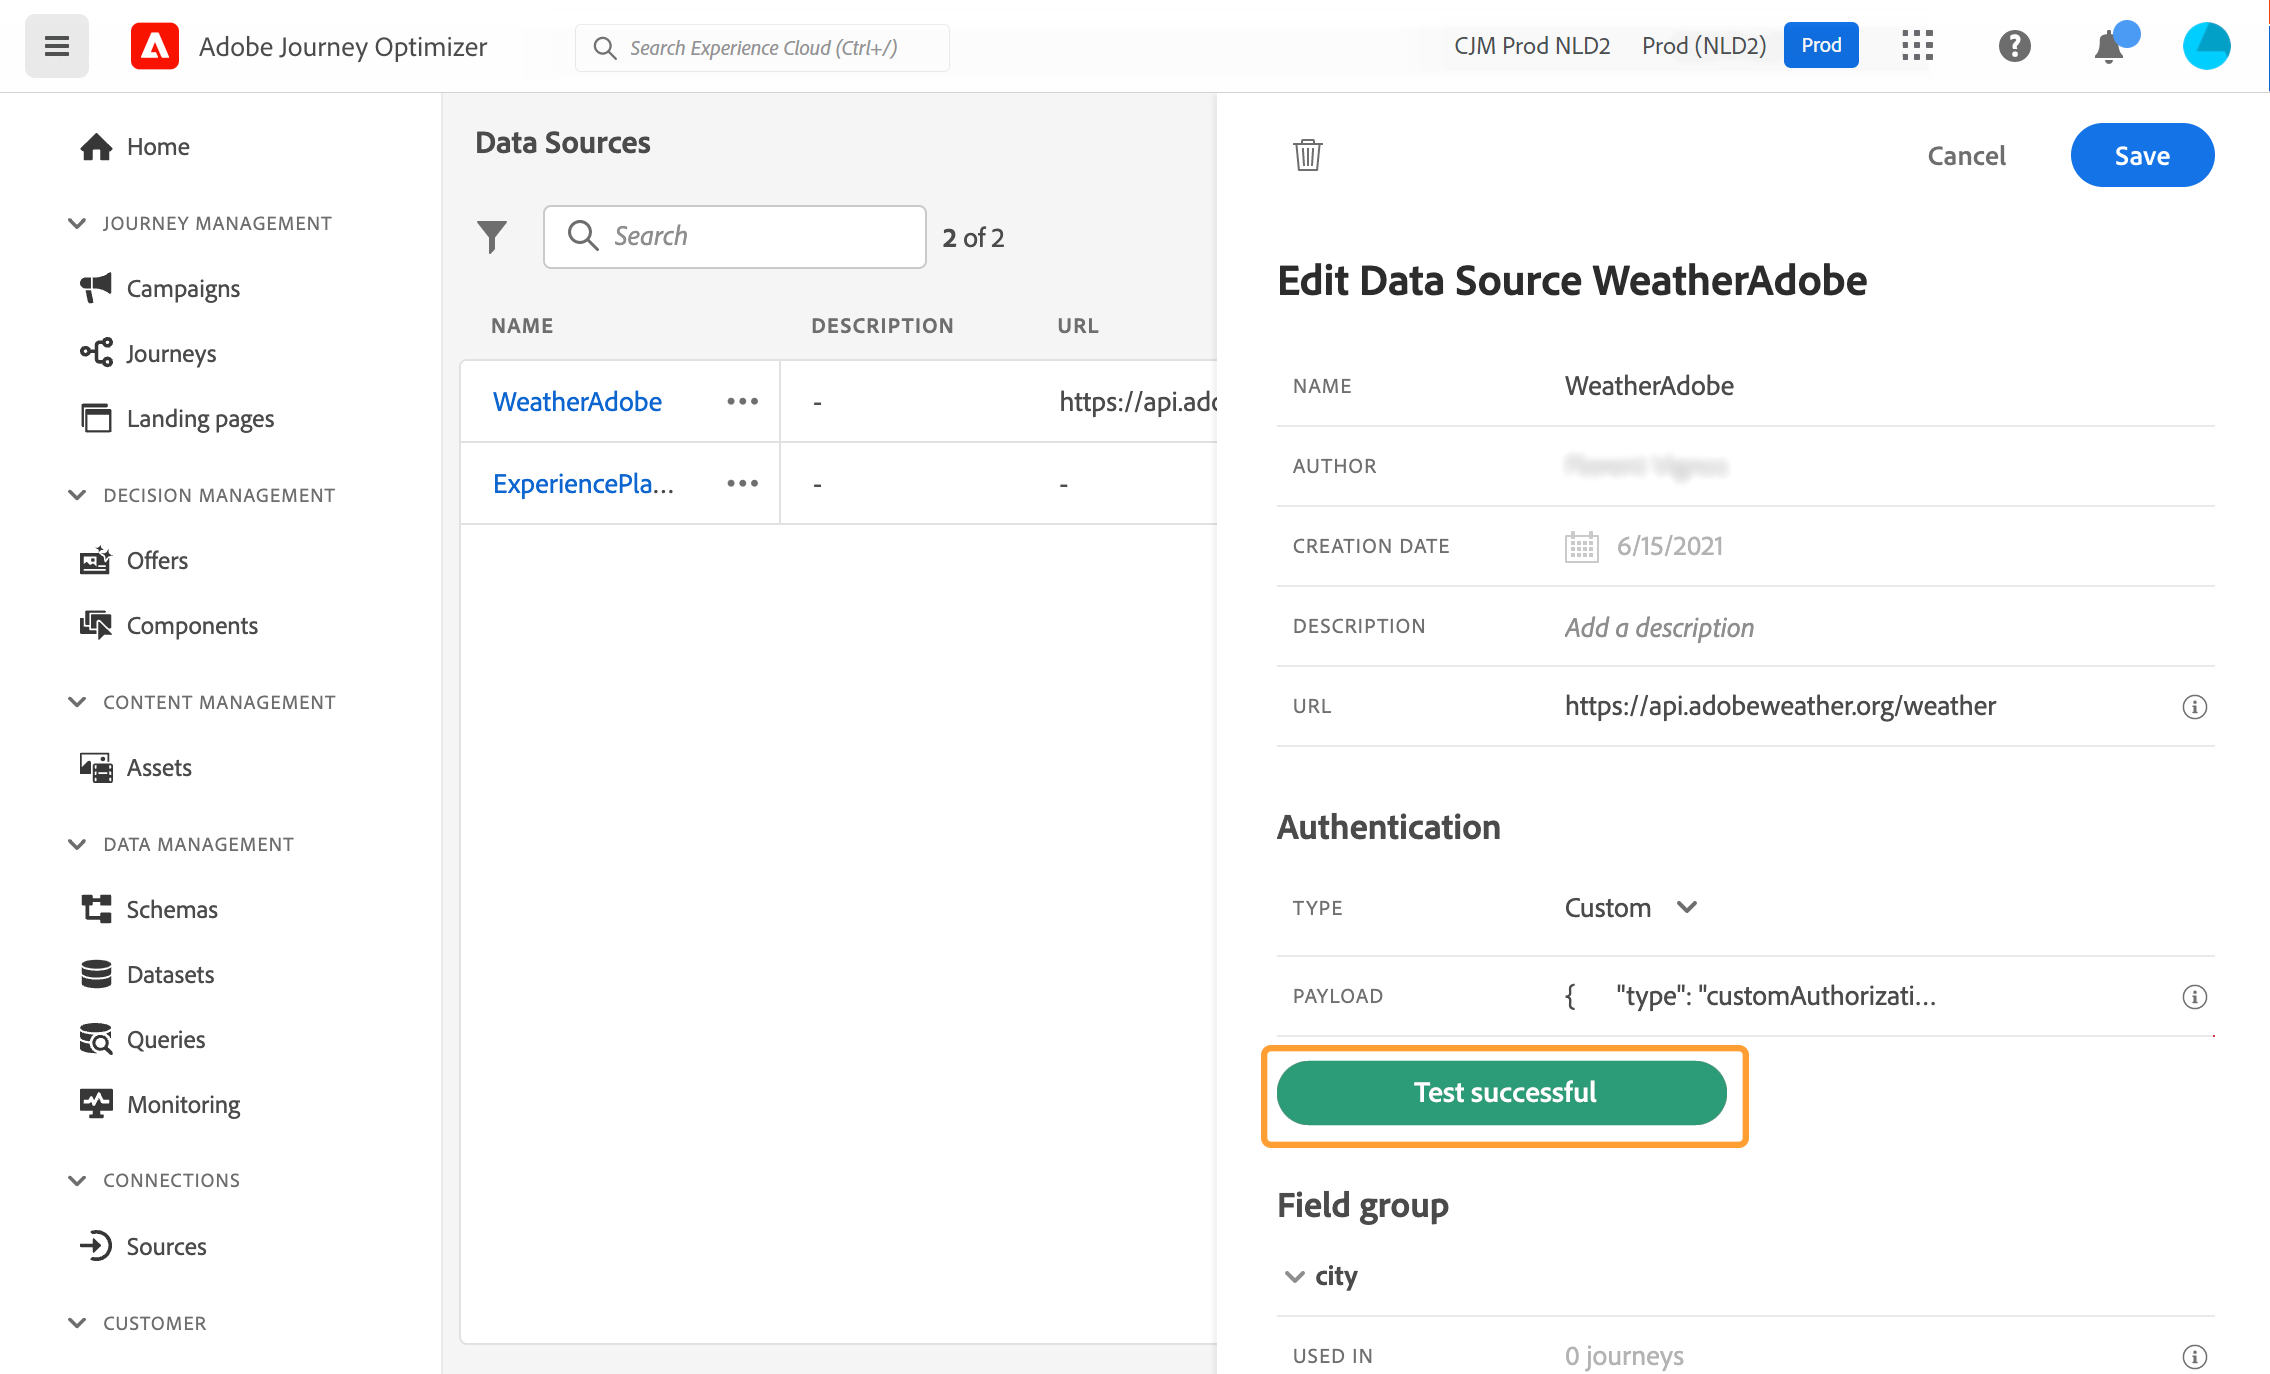 Adobe Journey Optimizer
Search Experience Cloud (Ctrl+/)
CJM Prod NLD2
Prod (NLD2)
Prod
Home
JOURNEY MANAGEMENT
Campaigns
Journeys
Landing pages
DECISION MANAGEMENT
Offers
Components
CONTENT MANAGEMENT
Assets
DATA MANAGEMENT
Schemas
Datasets
Queries
Monitoring
CONNECTIONS
Sources
CUSTOMER
Data Sources
Search
2 of 2
NAME DESCRIPTION URL
WeatherAdobe ••• - https://api.ado
ExperiencePla... ••• - -
Cancel
Save
Edit Data Source WeatherAdobe
NAME WeatherAdobe
AUTHOR
CREATION DATE 6/15/2021
DESCRIPTION Add a description
URL https://api.adobeweather.org/weather
Authentication
TYPE Custom
PAYLOAD { "type": "customAuthorizati...
Test successful
Field group
city
USED IN 0 journeys